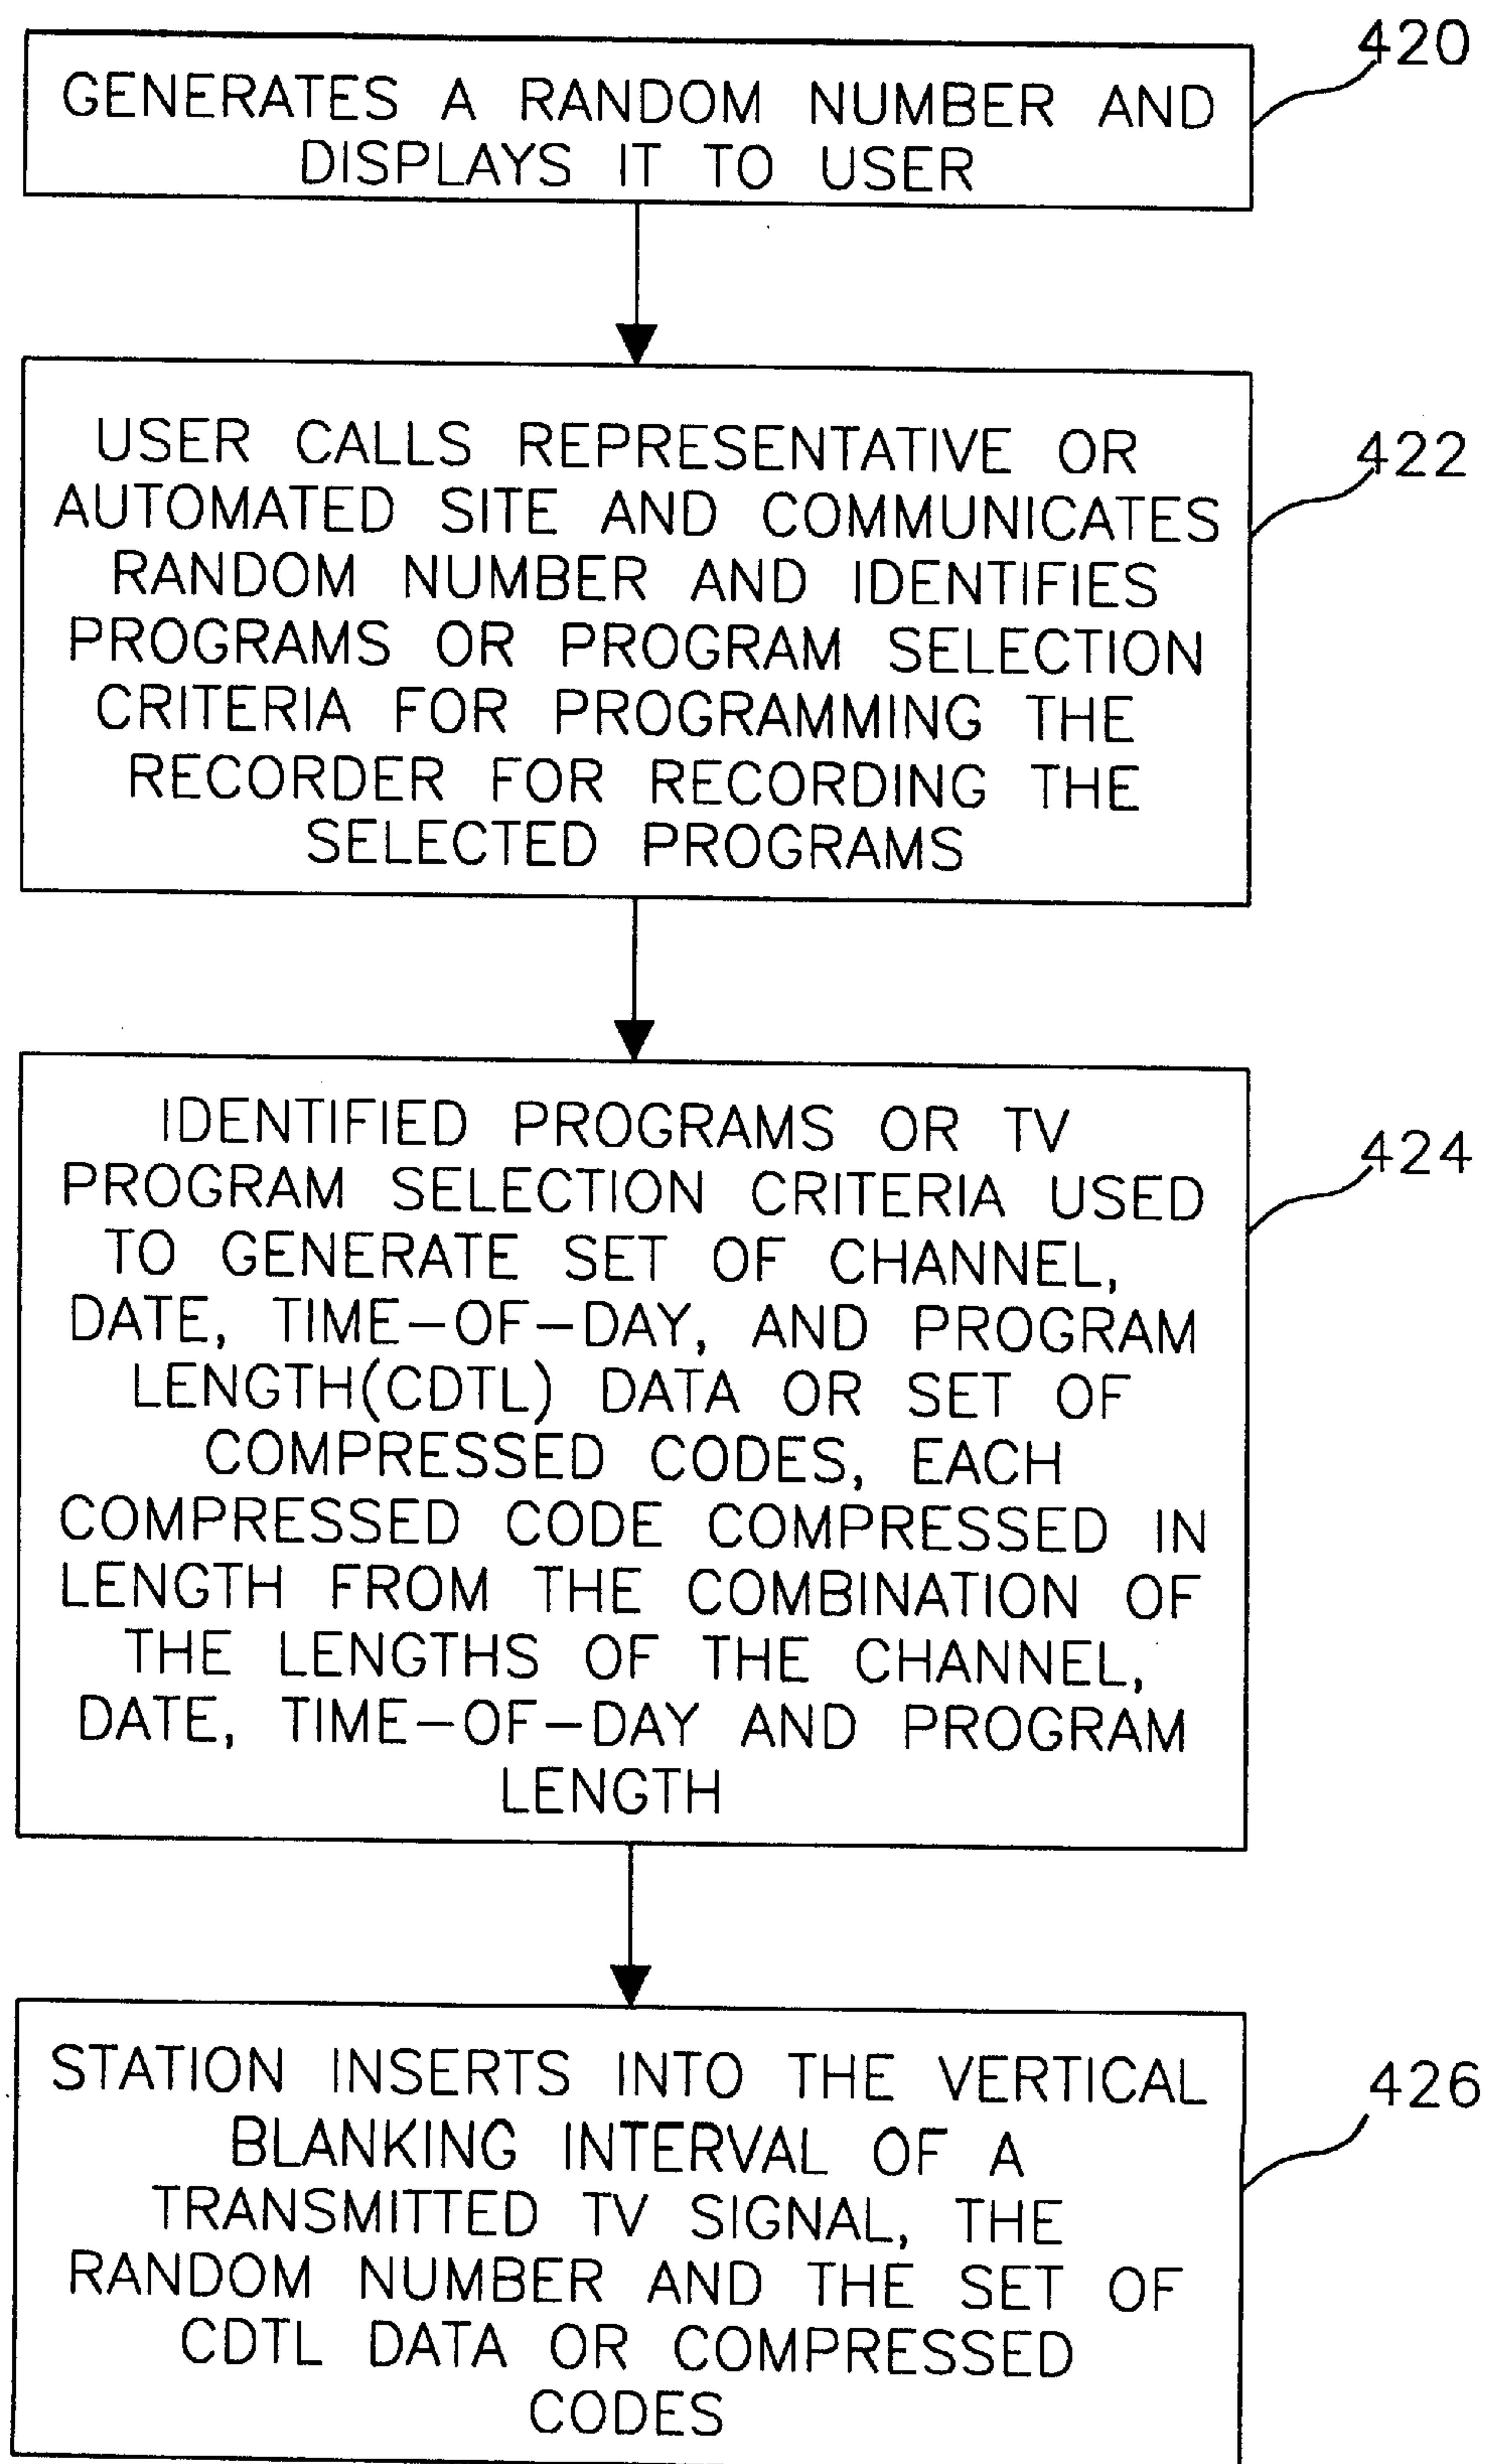 420
GENERATES A RANDOM NUMBER AND
DISPLAYS IT TO USER
422
USER CALLS REPRESENTATIVE OR
AUTOMATED SITE AND COMMUNICATES
RANDOM NUMBER AND IDENTIFIES
PROGRAMS OR PROGRAM SELECTION
CRITERIA FOR PROGRAMMING THE
RECORDER FOR RECORDING THE
SELECTED PROGRAMS
424
IDENTIFIED PROGRAMS OR TV
PROGRAM SELECTION CRITERIA USED
TO GENERATE SET OF CHANNEL,
DATE, TIME-OF-DAY, AND PROGRAM
LENGTH(CDTL) DATA OR SET OF
COMPRESSED CODES, EACH
COMPRESSED CODE COMPRESSED IN
LENGTH FROM THE COMBINATION OF
THE LENGTHS OF THE CHANNEL,
DATE, TIME-OF-DAY AND PROGRAM
LENGTH
426
STATION INSERTS INTO THE VERTICAL
BLANKING INTERVAL OF A
TRANSMITTED TV SIGNAL, THE
RANDOM NUMBER AND THE SET OF
CDTL DATA OR COMPRESSED
CODES